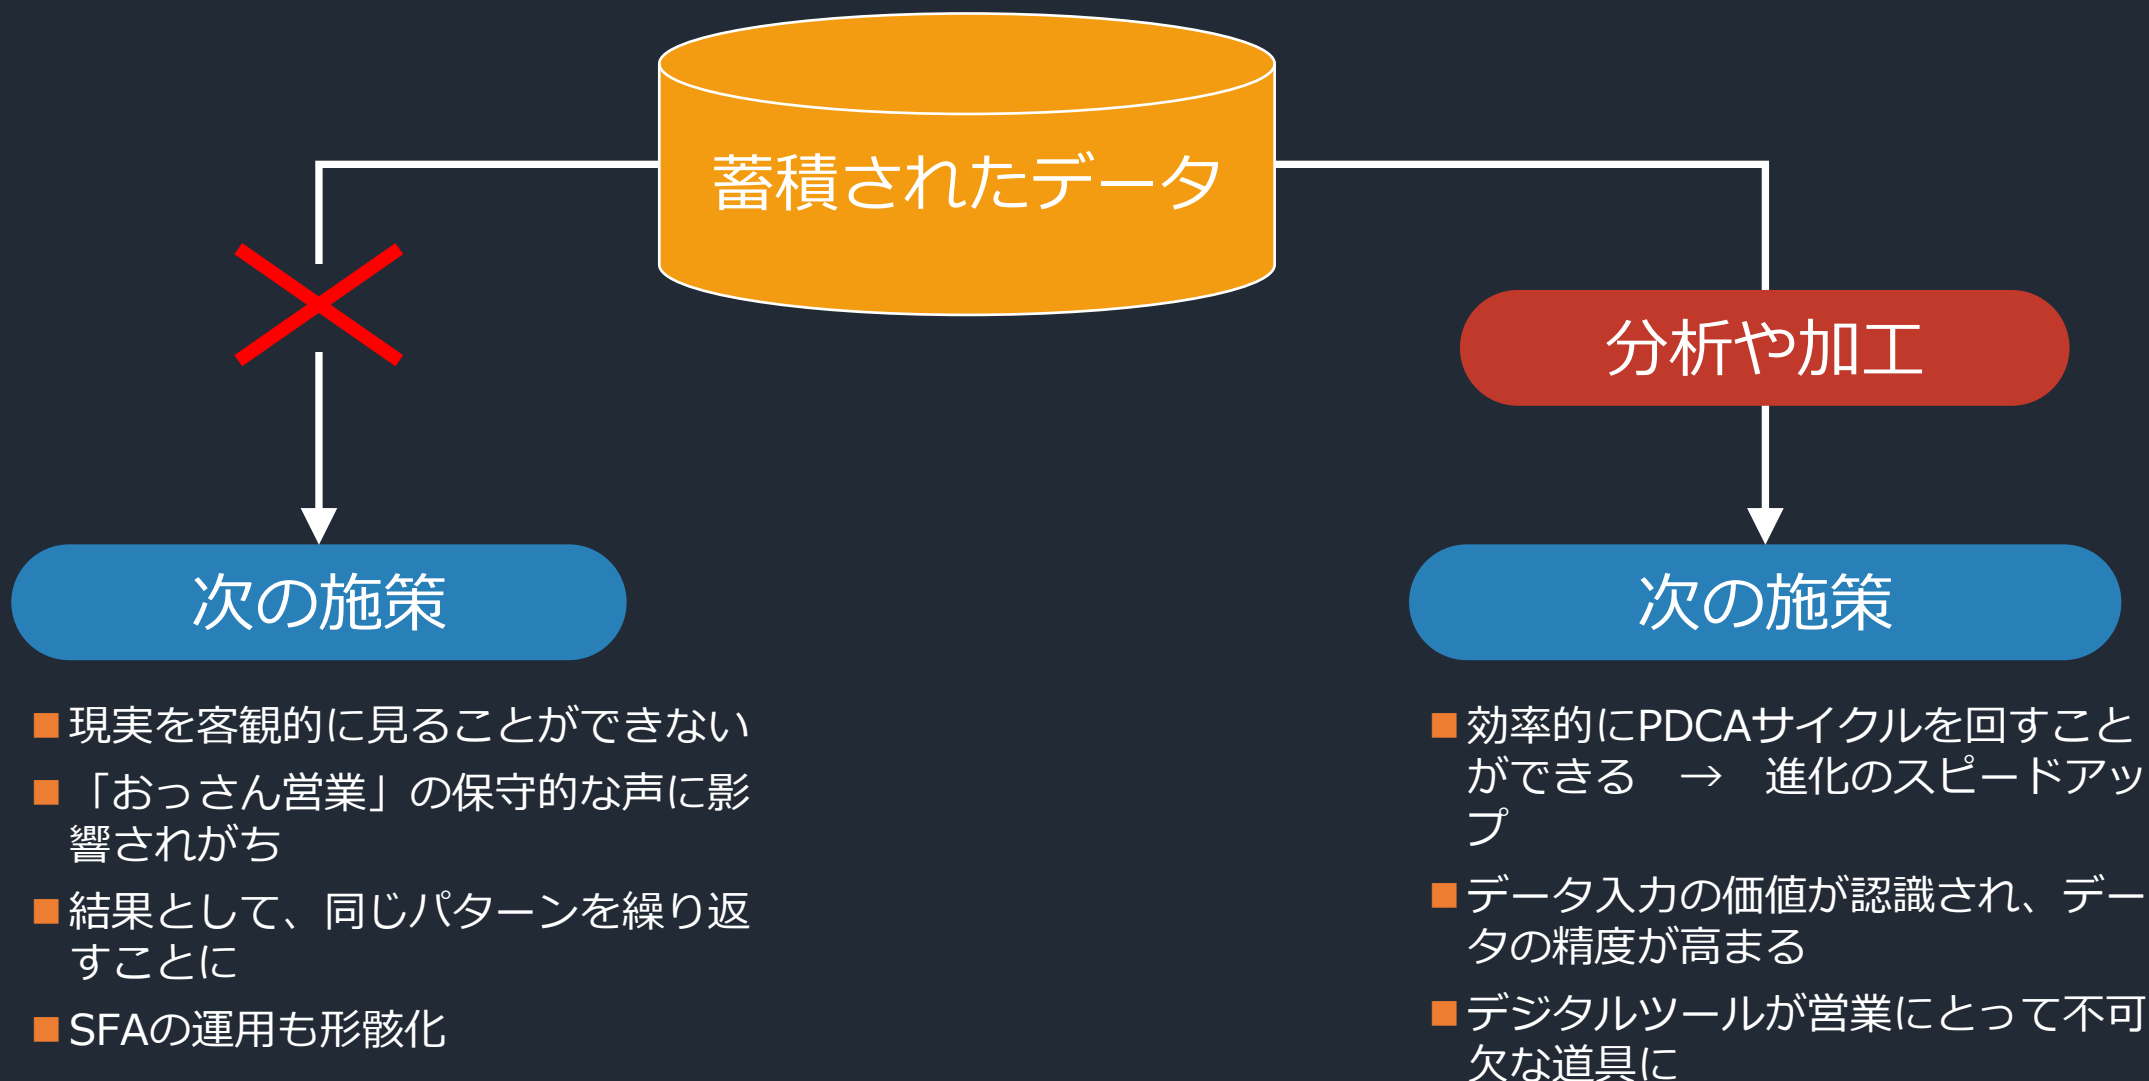 蓄積されたデータ
分析や加工
次の施策
現実を客観的に見ることができない
「おっさん営業」の保守的な声に影
響されがち
結果として、同じパターンを繰り返
すことに
SFAの運用も形骸化
次の施策
効率的にPDCAサイクルを回すこと
ができる　→　進化のスピードアッ
プ
データ入力の価値が認識され、デー
タの精度が高まる
デジタルツールが営業にとって不可
欠な道具に